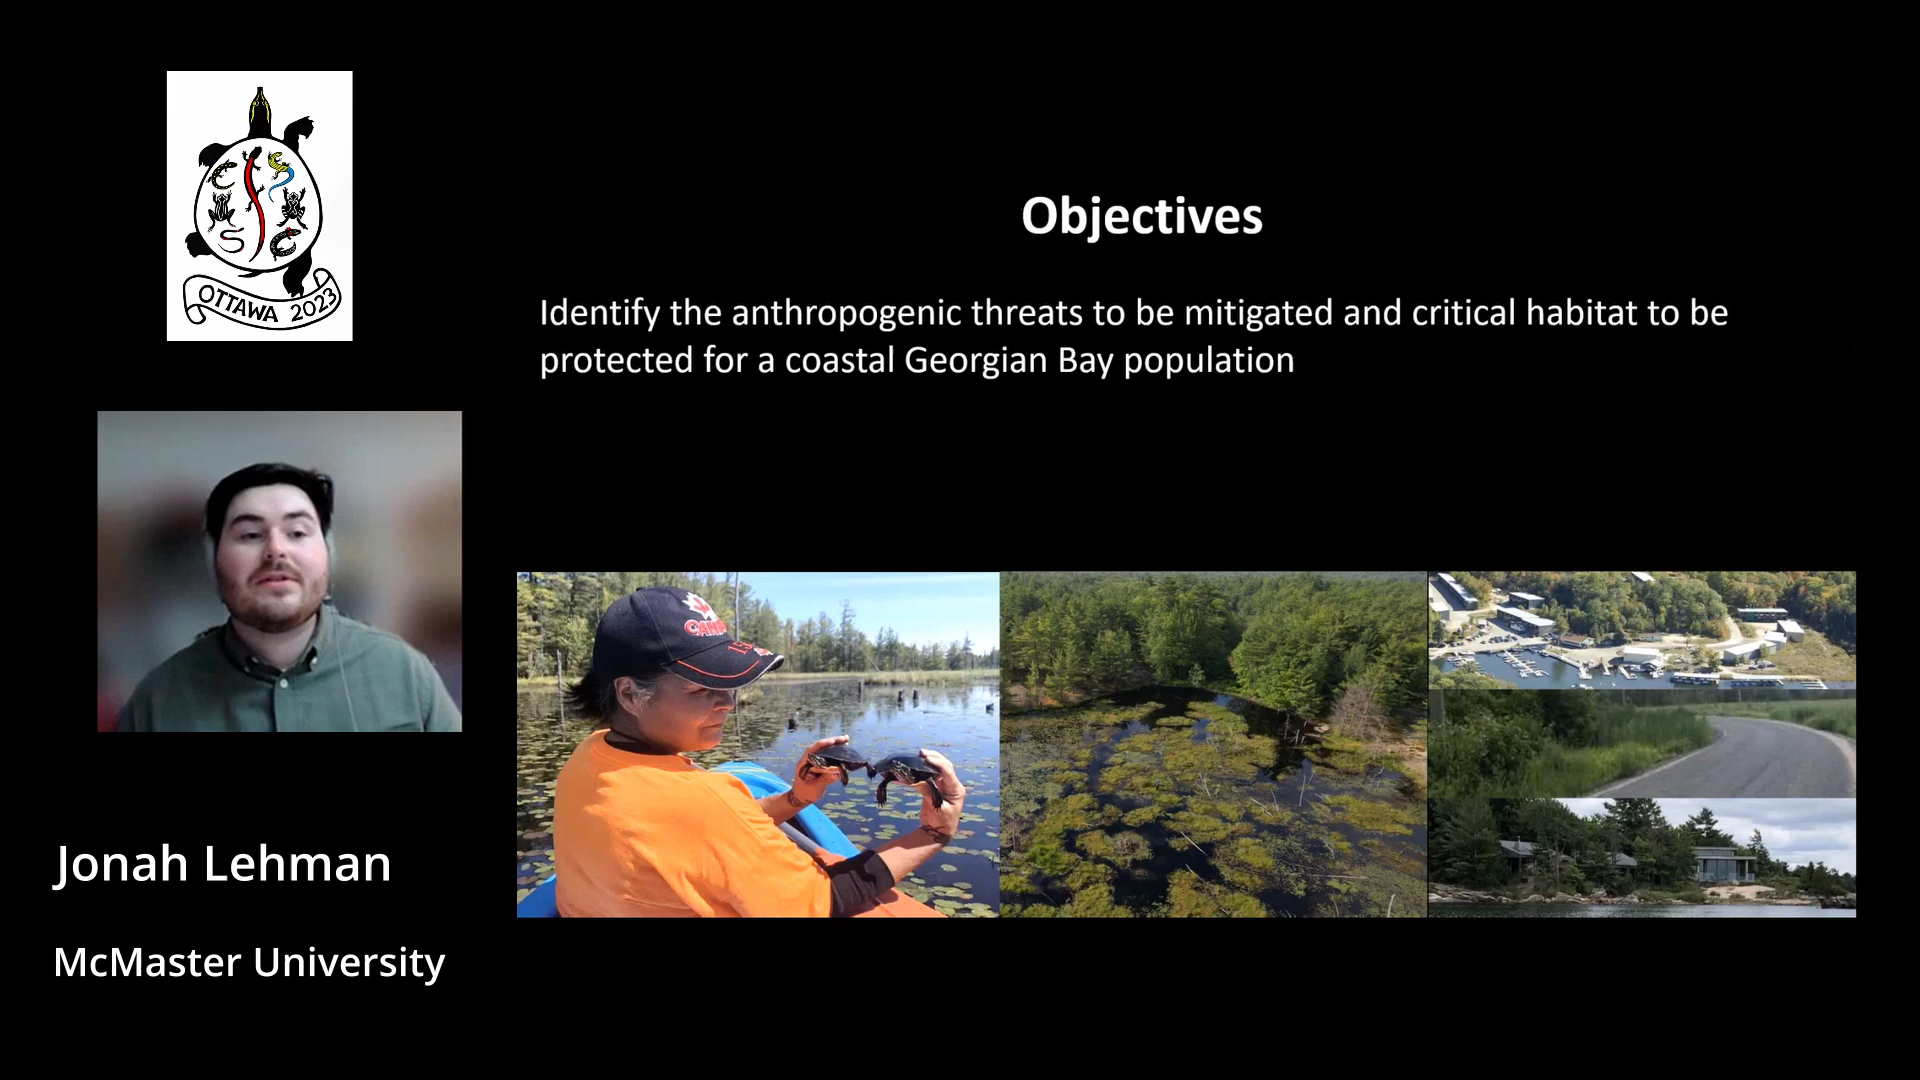 OTTAWA 2023
Objectives
Identify the anthropogenic threats to be mitigated and critical habitat to be
protected for a coastal Georgian Bay population
Jonah Lehman
McMaster University